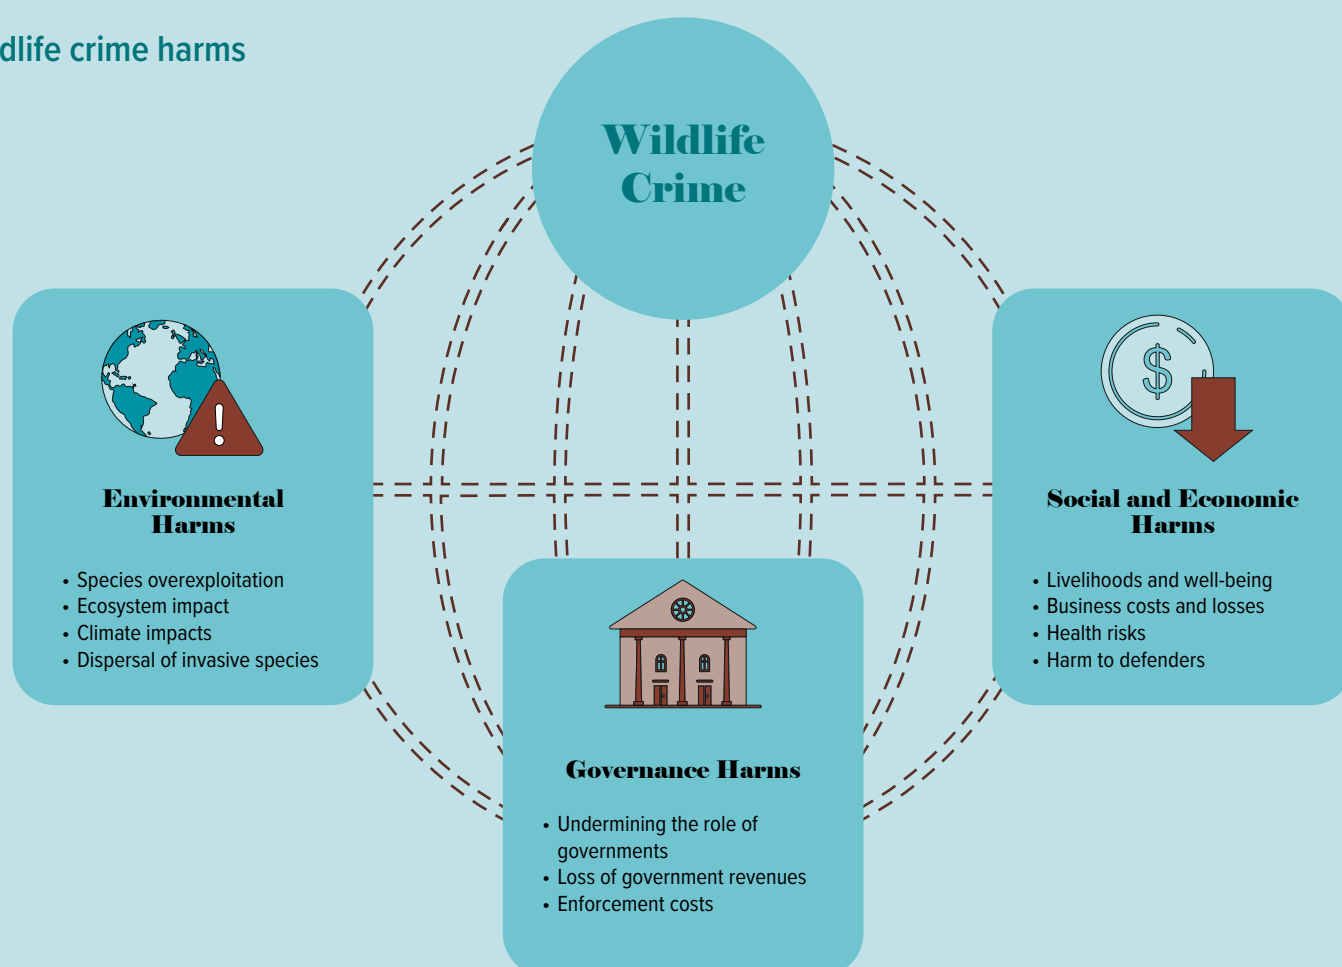 dlife crime harms
Wildlife
Crime
Environmental
Harms
• Species overexploitation
• Ecosystem impact
• Climate impacts
• Dispersal of invasive species
$
Social and Economic
Harms
• Livelihoods and well-being
• Business costs and losses
• Health risks
• Harm to defenders
!
Governance Harms
• Undermining the role of
governments
• Loss of government revenues
• Enforcement costs